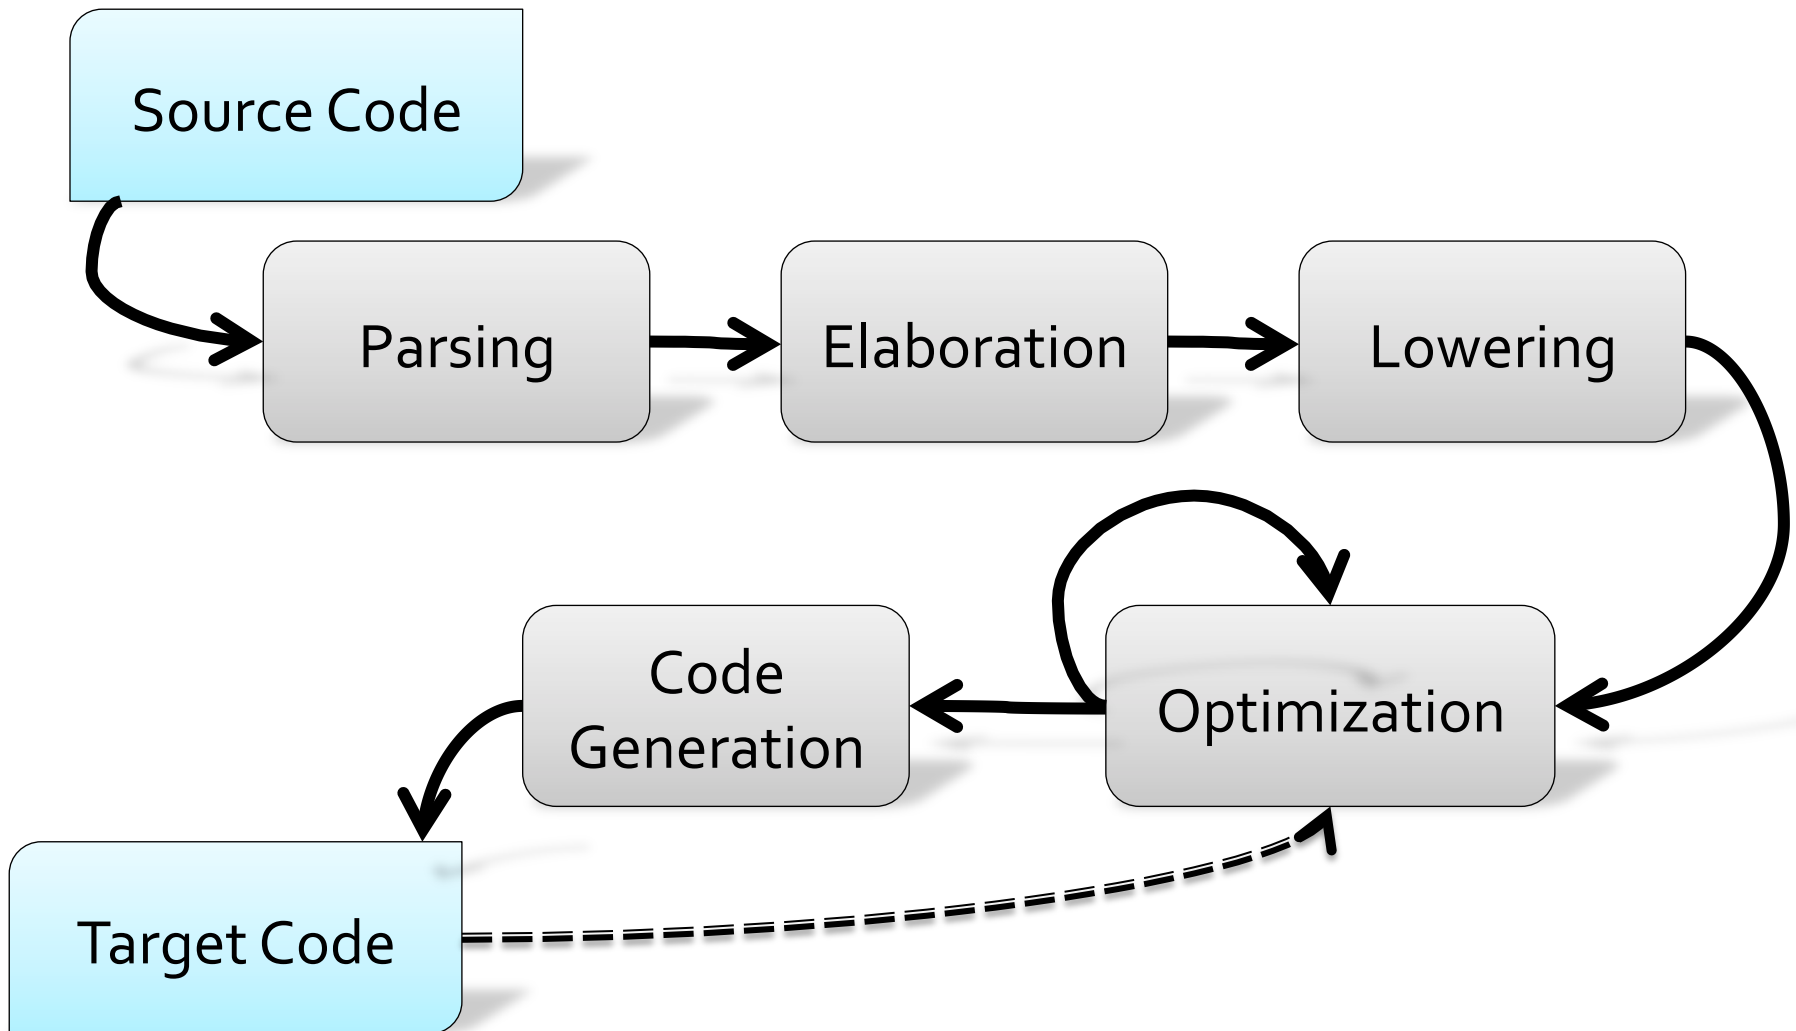 Source Code
Parsing
Elaboration
Lowering
Code
Generation
Optimization
Target Code